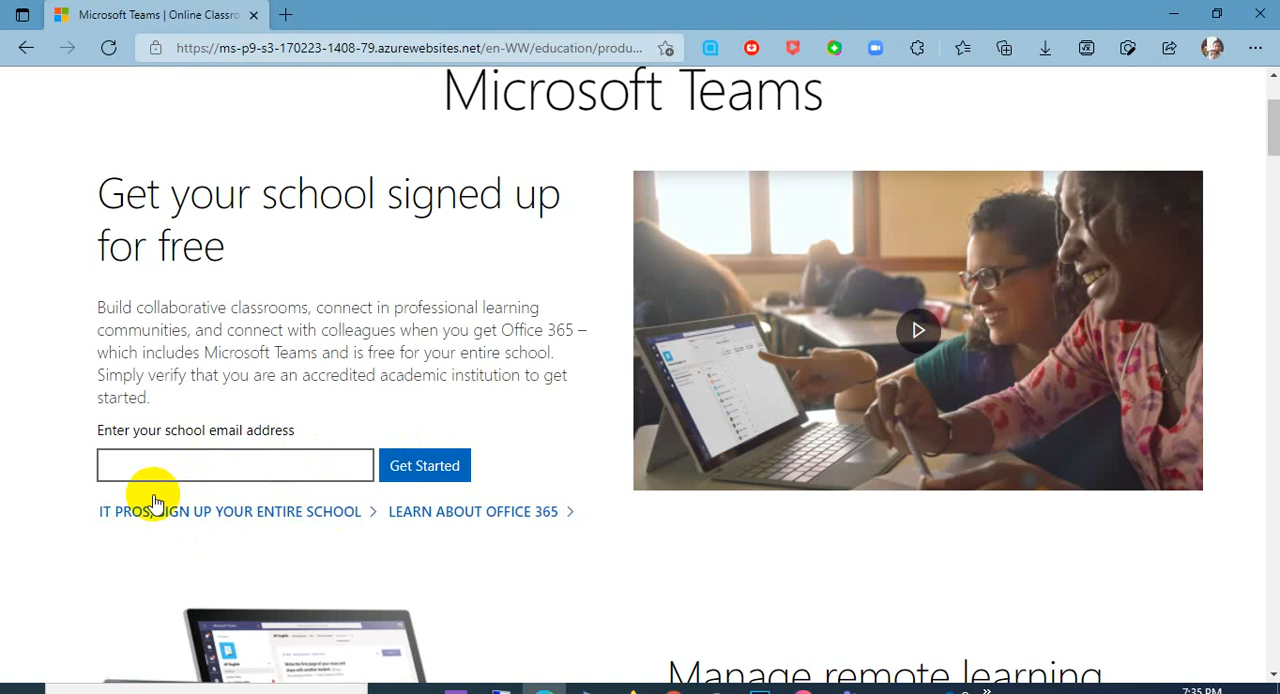 Microsoft Teams | Online Classro
https://ms-p9-s3-170223-1408-79.azurewebsites.net/en-WW/education/produ...
Microsoft Teams
Get your school signed up
for free
Build collaborative classrooms, connect in professional learning
communities, and connect with colleagues when you get Office 365 –
which includes Microsoft Teams and is free for your entire school.
Simply verify that you are an accredited academic institution to get
started.
Enter your school email address
Get Started
IT PROS, SIGN UP YOUR ENTIRE SCHOOL
LEARN ABOUT OFFICE 365
Manage remote learning
7:35 PM